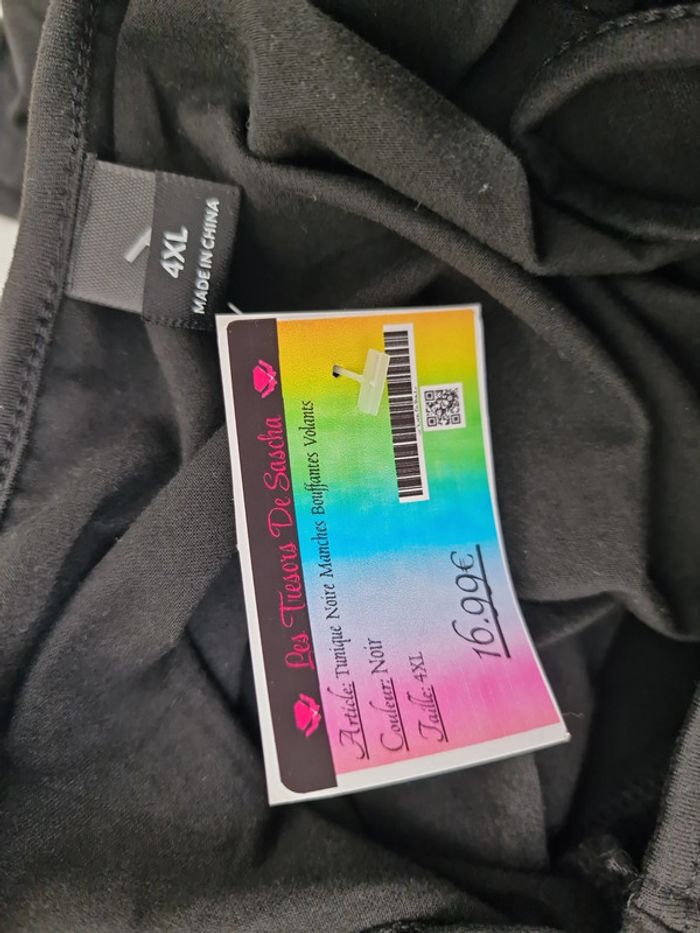 4XL
MADE IN CHINA
Les Tresors De Sascha
Article: Tunique Noire Manches Bouffantes Volants
Couleur: Noir
Taille: 4XL
16.99€